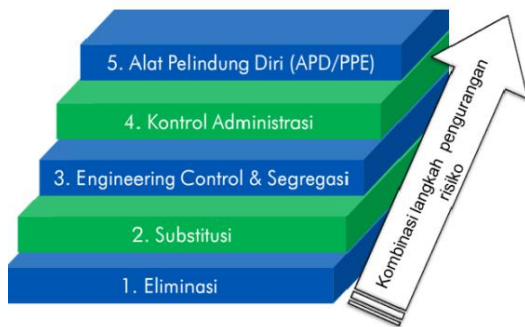 5. Alat Pelindung Diri (APD/PPE)
4. Kontrol Administrasi
3. Engineering Control & Segregasi
2. Substitusi
1. Eliminasi
Kombinasi langkah pengurangan
risiko